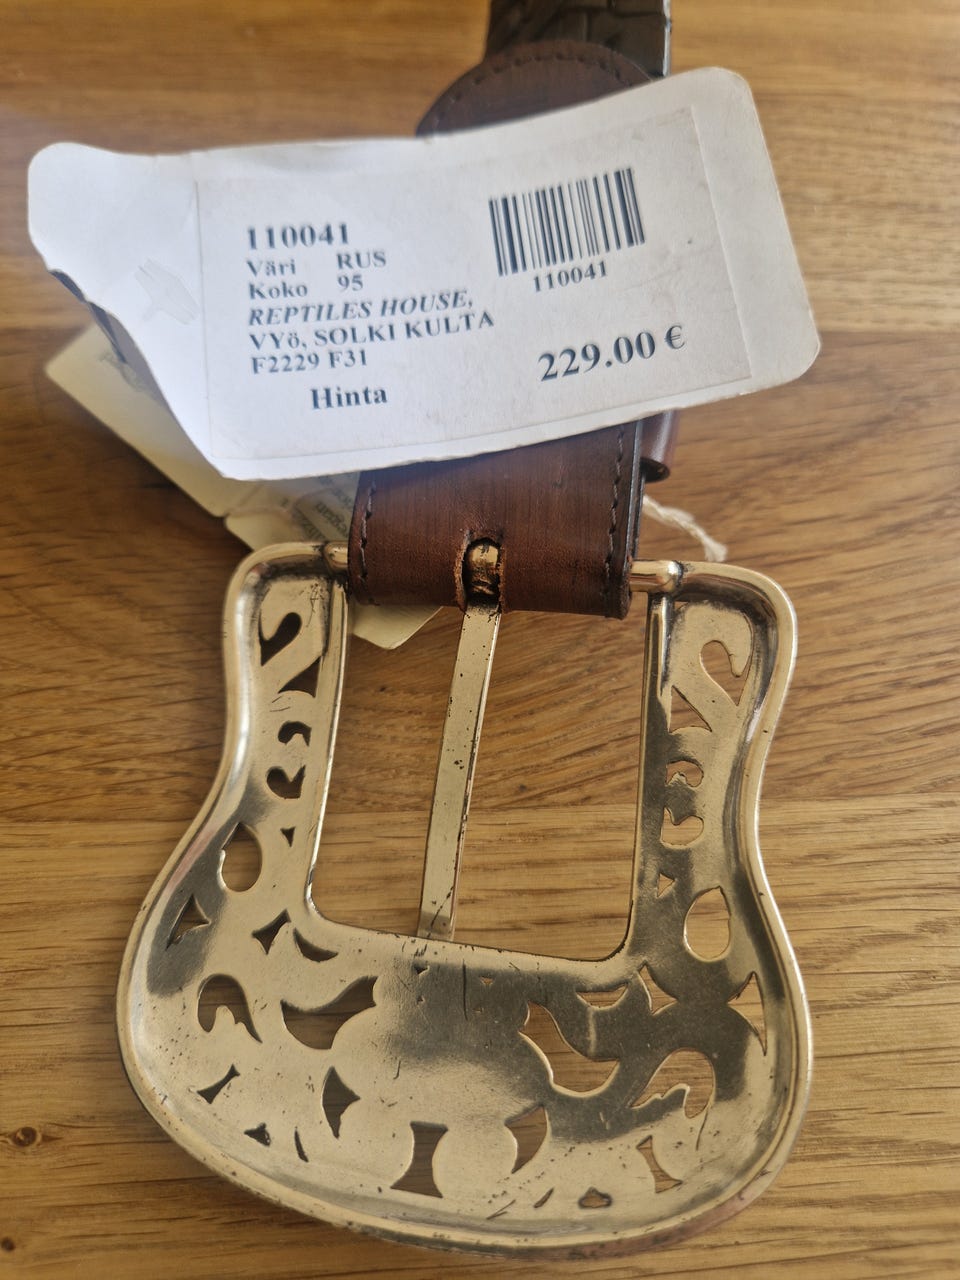 110041
Väri RUS
Koko 95
REPTILES HOUSE,
VYö, SOLKI KULTA
F2229 F31
Hinta
110041
229.00 €